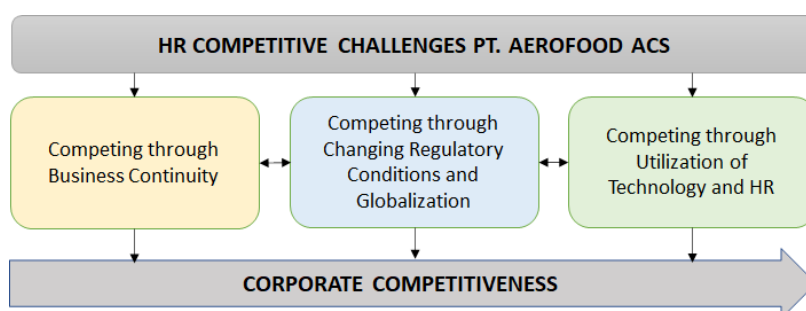 HR COMPETITIVE CHALLENGES PT. AEROFOOD ACS
Competing through
Business Continuity
Competing through
Changing Regulatory
Conditions and
Globalization
Competing through
Utilization of
Technology and HR
CORPORATE COMPETITIVENESS